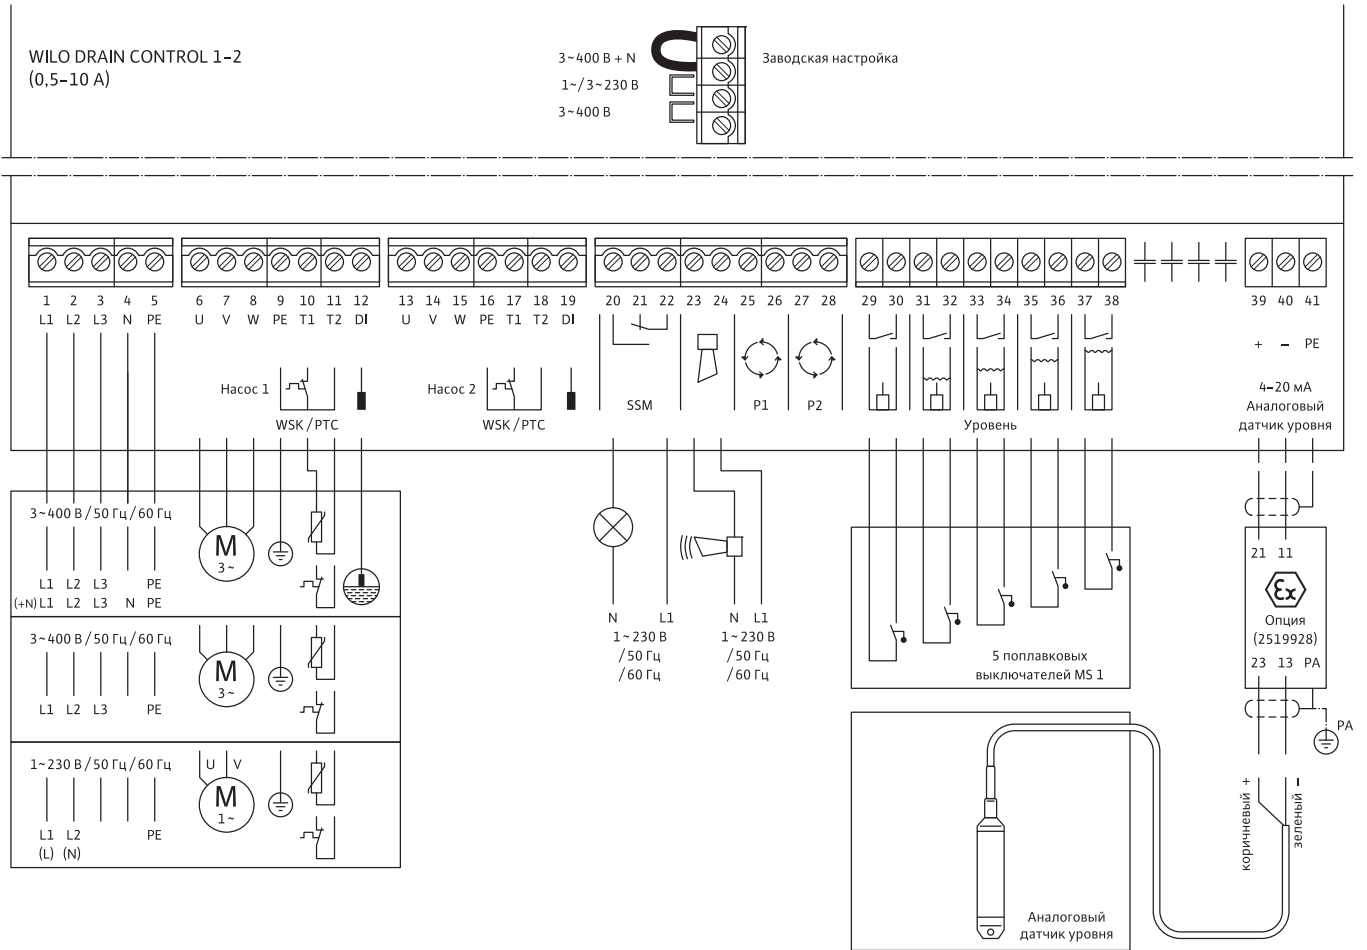 WILO DRAIN CONTROL 1–2
(0,5–10 А)
3~400 В + N
1~/3~230 В
3~400 В
Заводская настройка
1 2 3 4 5 6 7 8 9 10 11 12 13 14 15 16 17 18 19 20 21 22 23 24 25 26 27 28 29 30 31 32 33 34 35 36 37 38 39 40 41
L1 L2 L3 N PE U V W PE T1 T2 DI U V W PE T1 T2 DI
+ – PE
Насос 1
WSK / PTC
Насос 2
WSK / PTC
SSM
P1
P2
Уровень
4–20 мА
Аналоговый
датчик уровня
3~400 В / 50 Гц / 60 Гц
M
3~
L1 L2 L3 PE
(+N) L1 L2 L3 N PE
3~400 В / 50 Гц / 60 Гц
M
3~
L1 L2 L3 PE
1~230 В / 50 Гц / 60 Гц
U V
M
1~
L1 L2 PE
(L) (N)
N L1
1~230 В
/ 50 Гц
/ 60 Гц
N L1
1~230 В
/ 50 Гц
/ 60 Гц
5 поплавковых
выключателей MS 1
21 11
Ex
Опция
(2519928)
23 13 PA
PA
коричневый +
зеленый –
Аналоговый
датчик уровня